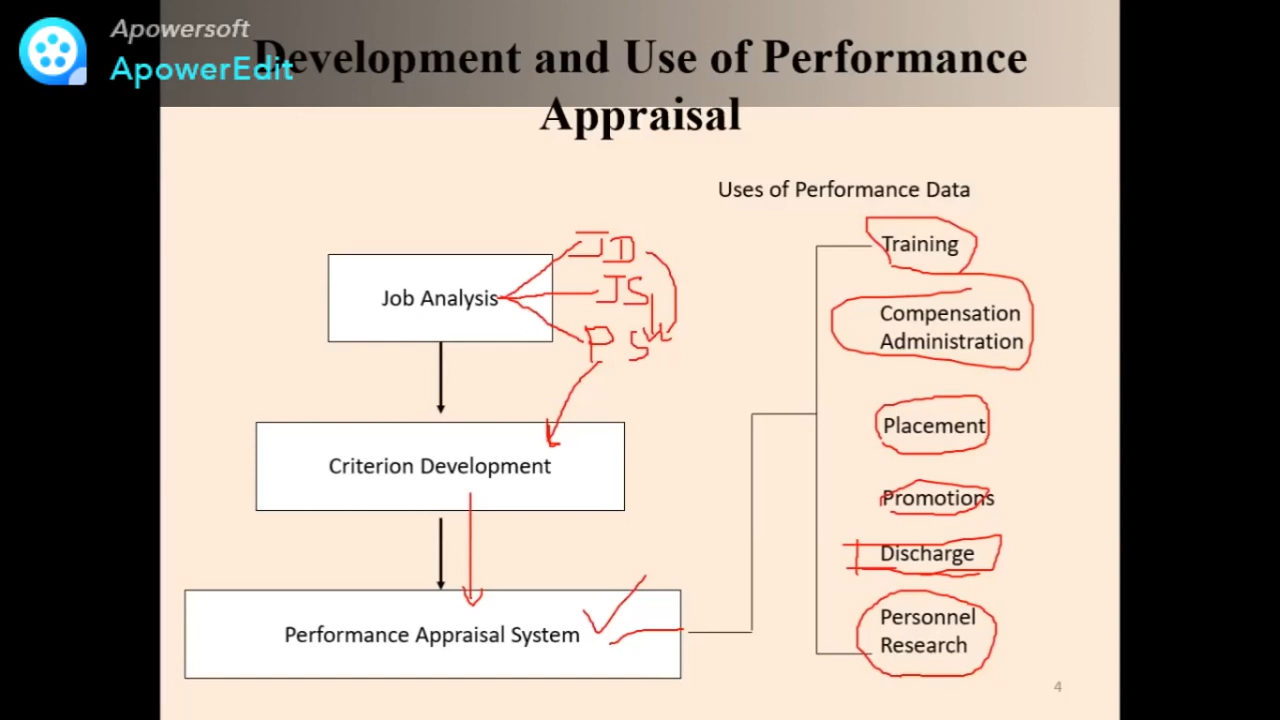 Apowersoft
ApowerEdit
Development and Use of Performance
Appraisal
Uses of Performance Data
Job Analysis
JD
JS
PS
Criterion Development
Performance Appraisal System
Training
Compensation
Administration
Placement
Promotions
Discharge
Personnel
Research
4